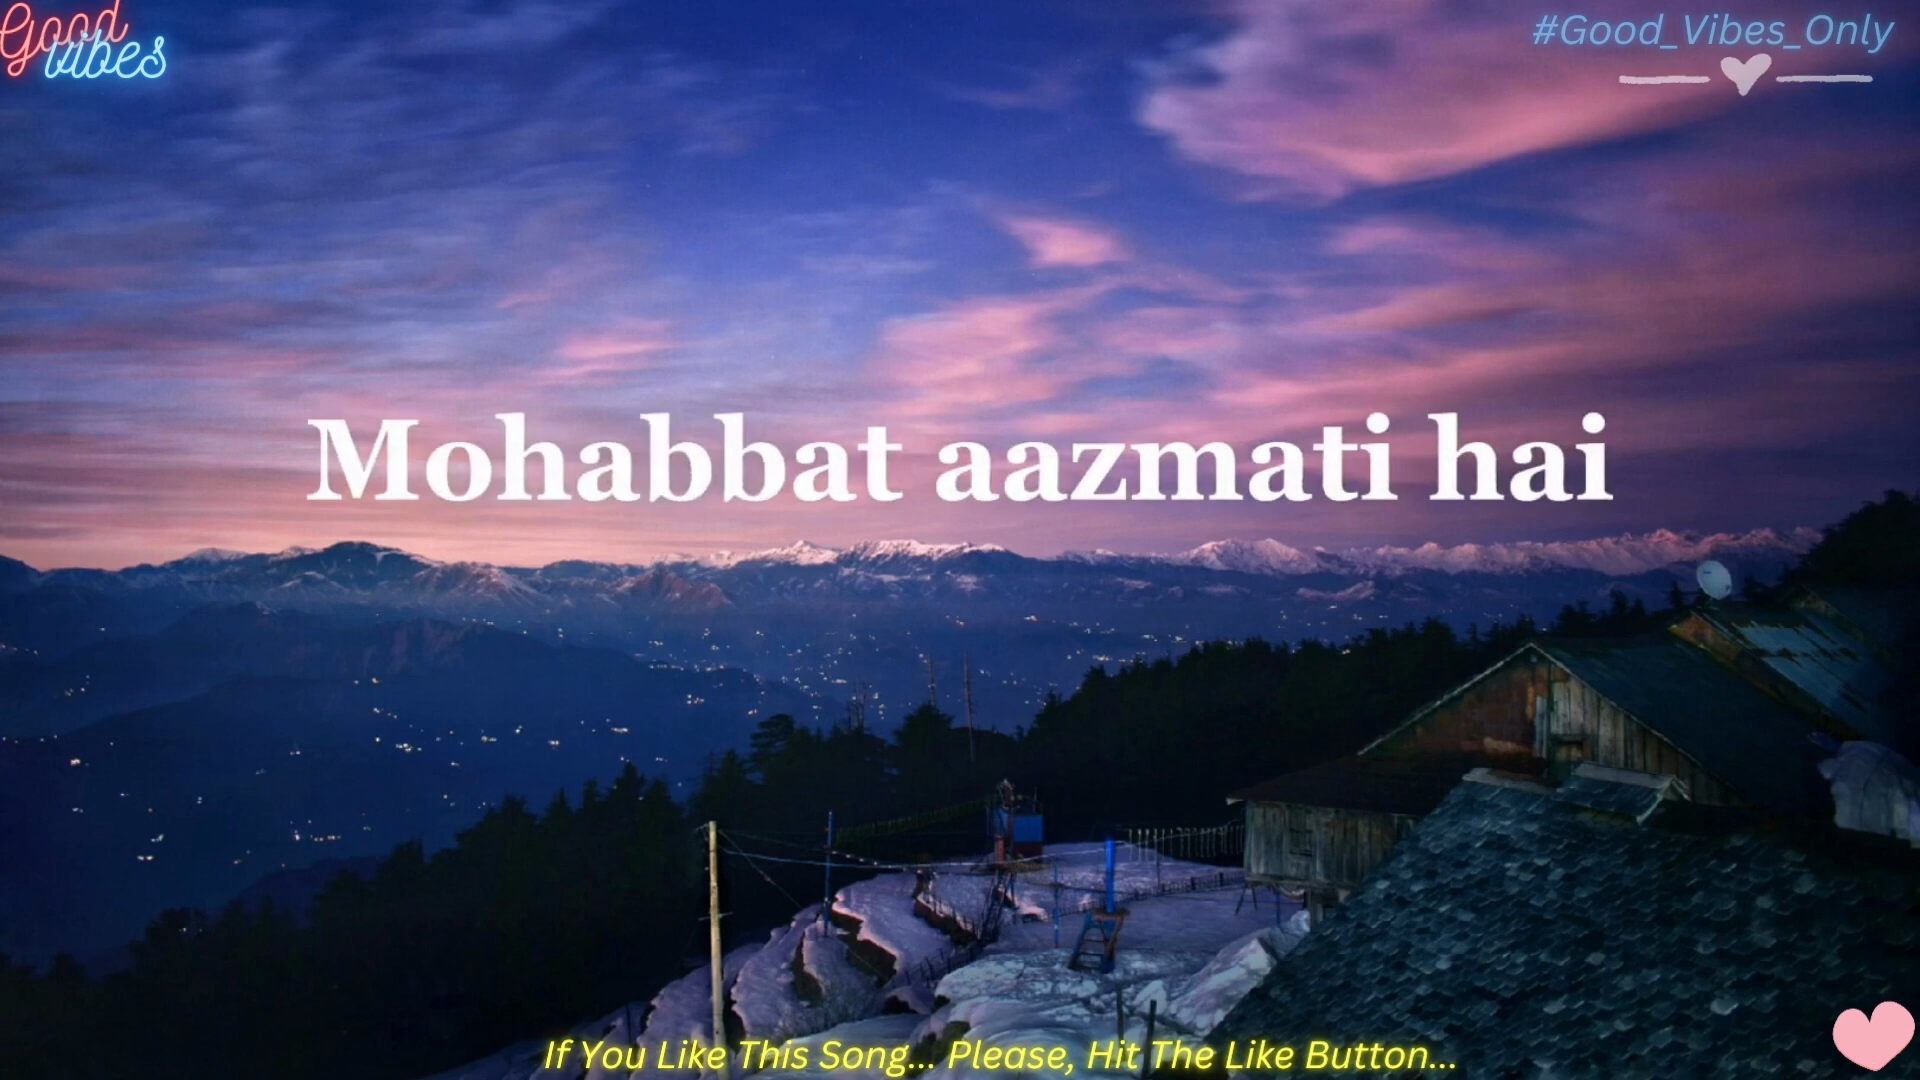 Good
vibes
#Good_Vibes_Only
Mohabbat aazmati hai
If You Like This Song... Please, Hit The Like Button...